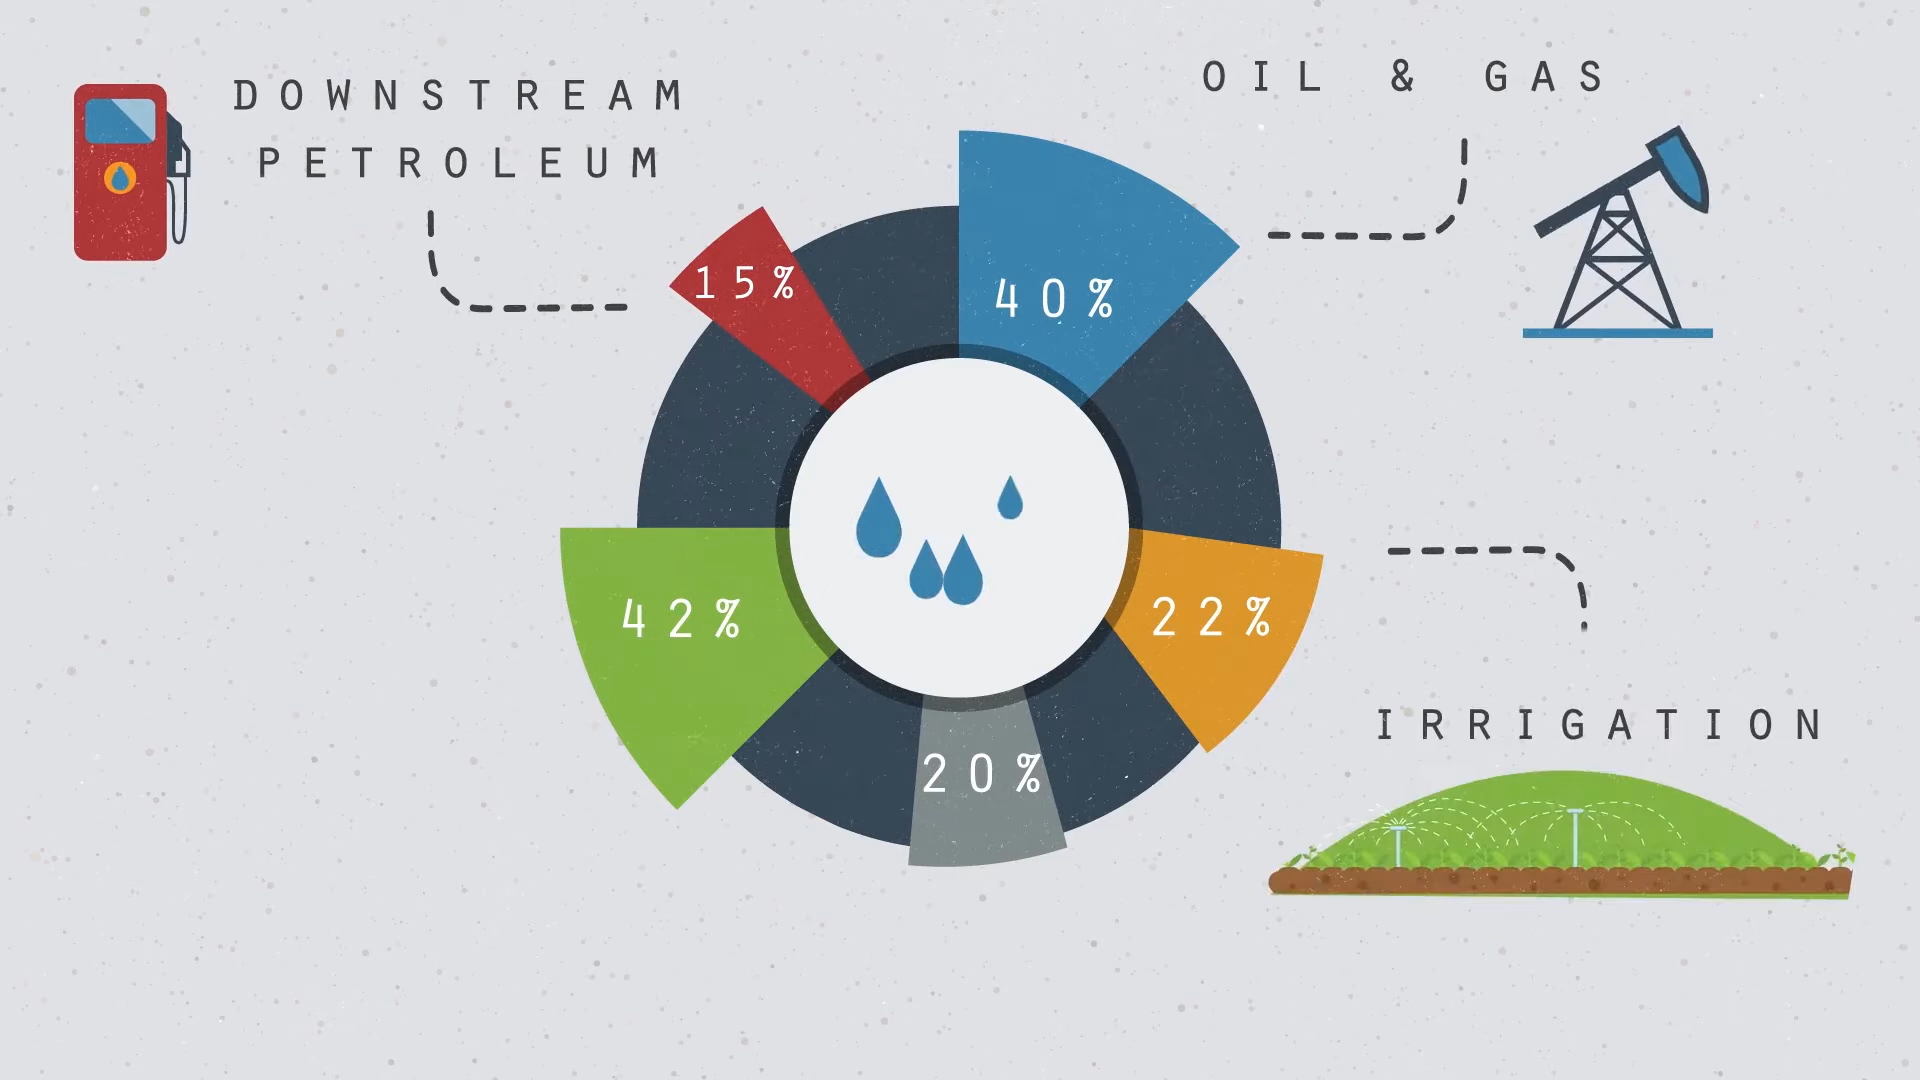 DOWNSTREAM
PETROLEUM
OIL & GAS
15%
40%
42%
22%
20%
IRRIGATION